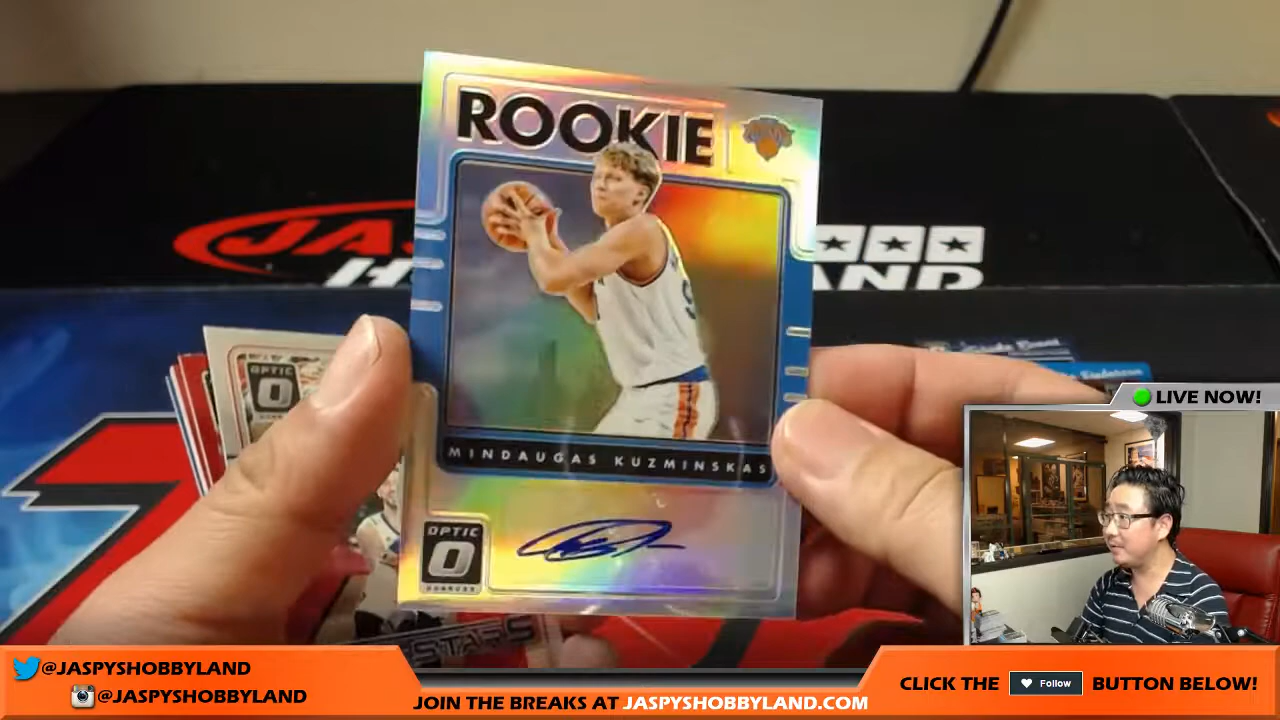 ROOKIE
MINDAUGAS KUZMINSKAS
OPTIC
OPTIC
STARS
LIVE NOW!
@JASPYSHOBBYLAND
@JASPYSHOBBYLAND
JOIN THE BREAKS AT JASPYSHOBBYLAND.COM
CLICK THE Follow BUTTON BELOW!